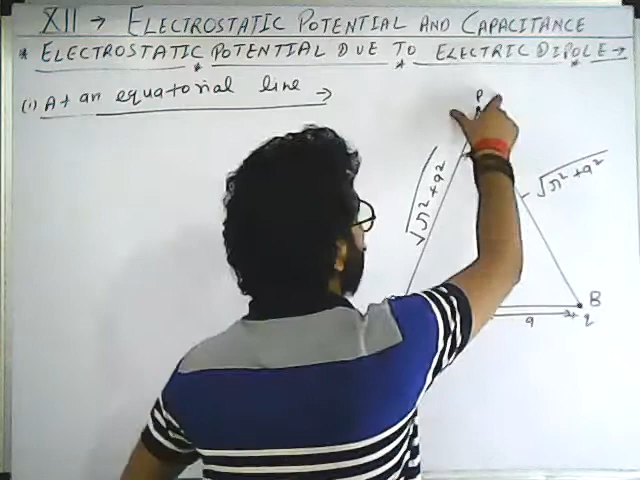 XII → ELECTROSTATIC POTENTIAL AND CAPACITANCE
* ELECTROSTATIC POTENTIAL DUE TO ELECTRIC DIPOLE →
(i) At an equatorial line →
P
√r²+a²
√r²+a²
B
a
q